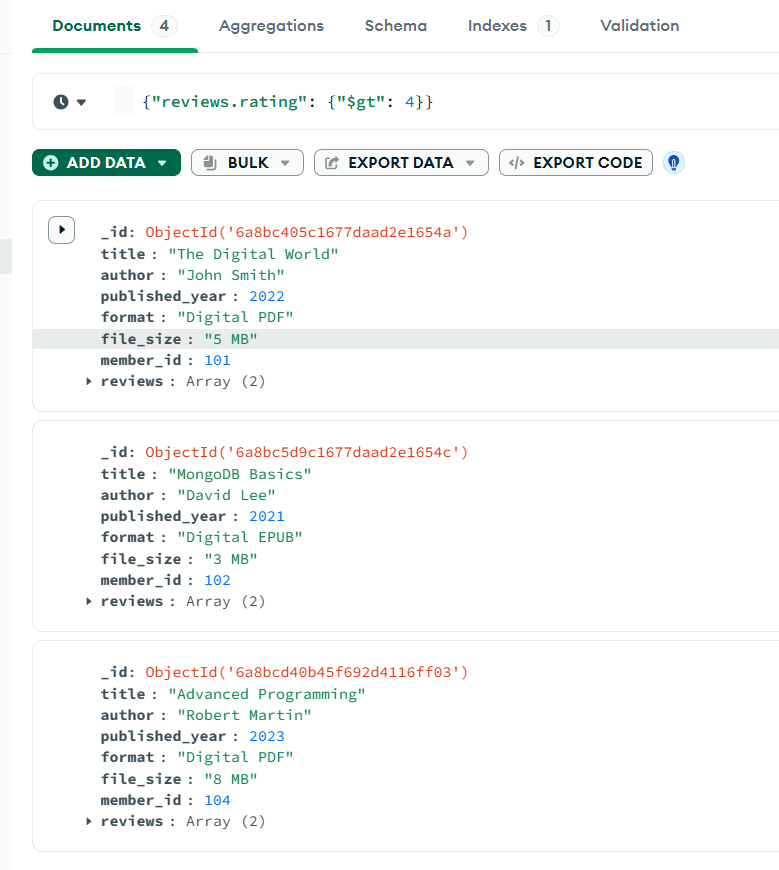 Documents 4 Aggregations Schema Indexes 1 Validation
{"reviews.rating": {"$gt": 4}}
ADD DATA BULK EXPORT DATA </> EXPORT CODE
_id: ObjectId('6a8bc405c1677daad2e1654a')
title : "The Digital World"
author : "John Smith"
published_year : 2022
format : "Digital PDF"
file_size : "5 MB"
member_id : 101
reviews : Array (2)
_id: ObjectId('6a8bc5d9c1677daad2e1654c')
title : "MongoDB Basics"
author : "David Lee"
published_year : 2021
format : "Digital EPUB"
file_size : "3 MB"
member_id : 102
reviews : Array (2)
_id: ObjectId('6a8bcd40b45f692d4116ff03')
title : "Advanced Programming"
author : "Robert Martin"
published_year : 2023
format : "Digital PDF"
file_size : "8 MB"
member_id : 104
reviews : Array (2)